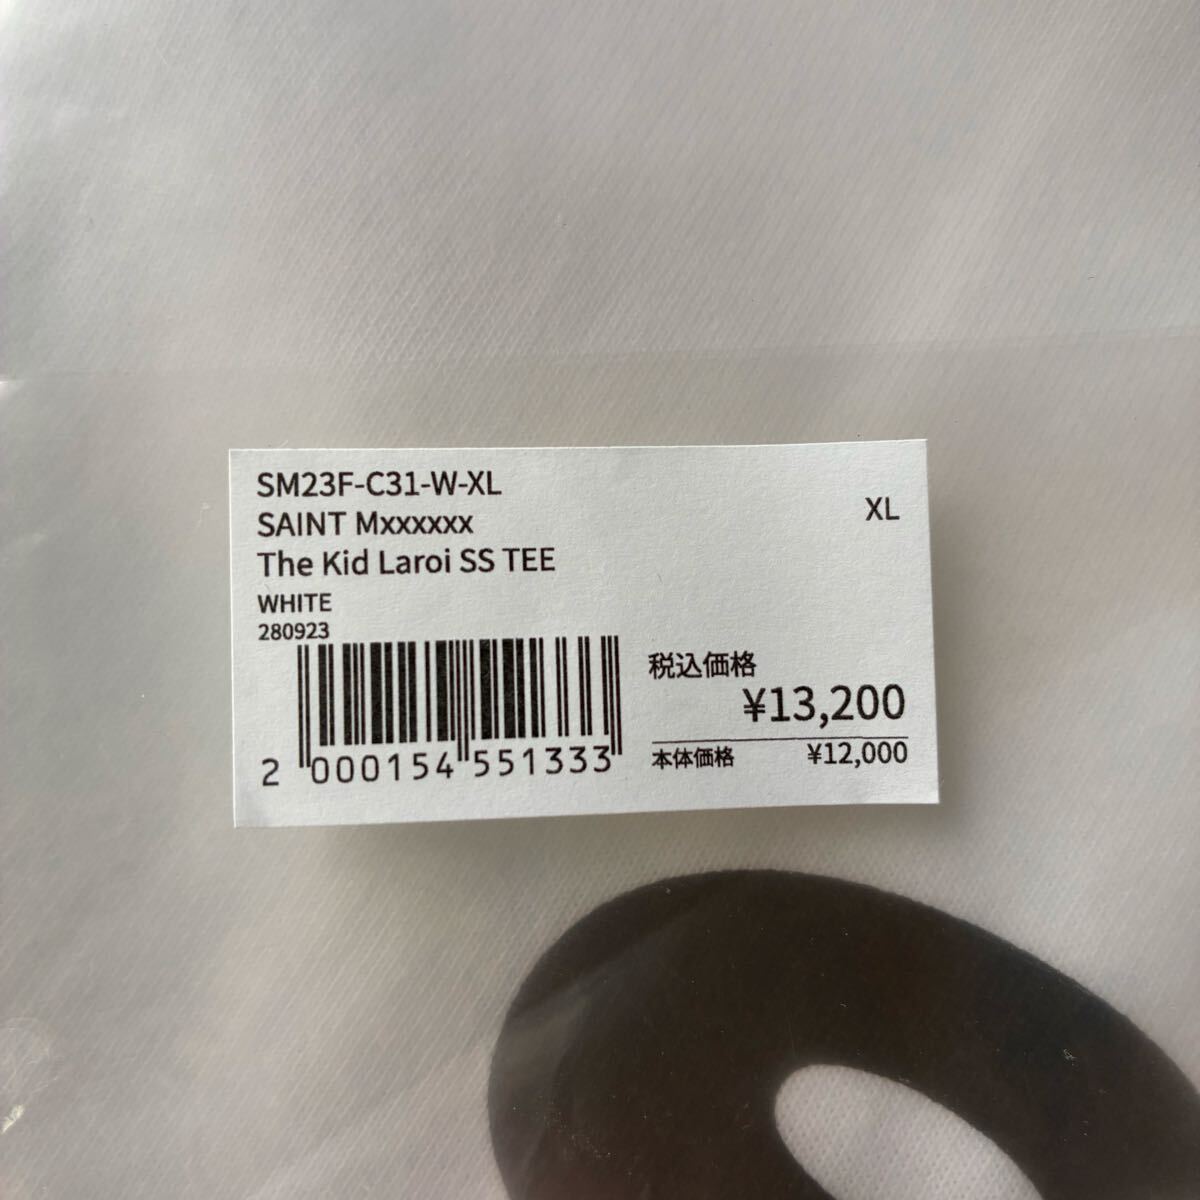 SM23F-C31-W-XL
XL
SAINT Mxxxxxx
The Kid Laroi SS TEE
WHITE
280923
税込価格
¥13,200
本体価格 ¥12,000
2 000154 551333